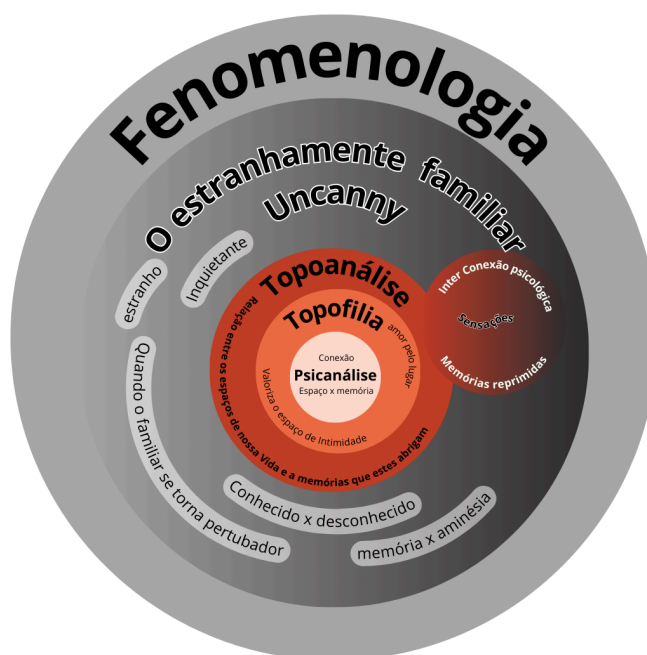 Fenomenologia
O estranhamente familiar
Uncanny
estranho
Inquietante
Topoanálise
Relação entre os espaços de nossa Vida e a memórias que estes abrigam
Topofilia
amor pelo lugar
Valoriza o espaço de Intimidade
Conexão
Psicanálise
Espaço x memória
Inter Conexão psicológica
Sensações
Memórias reprimidas
Quando o familiar se torna pertubador
Conhecido x desconhecido
memória x aminésia